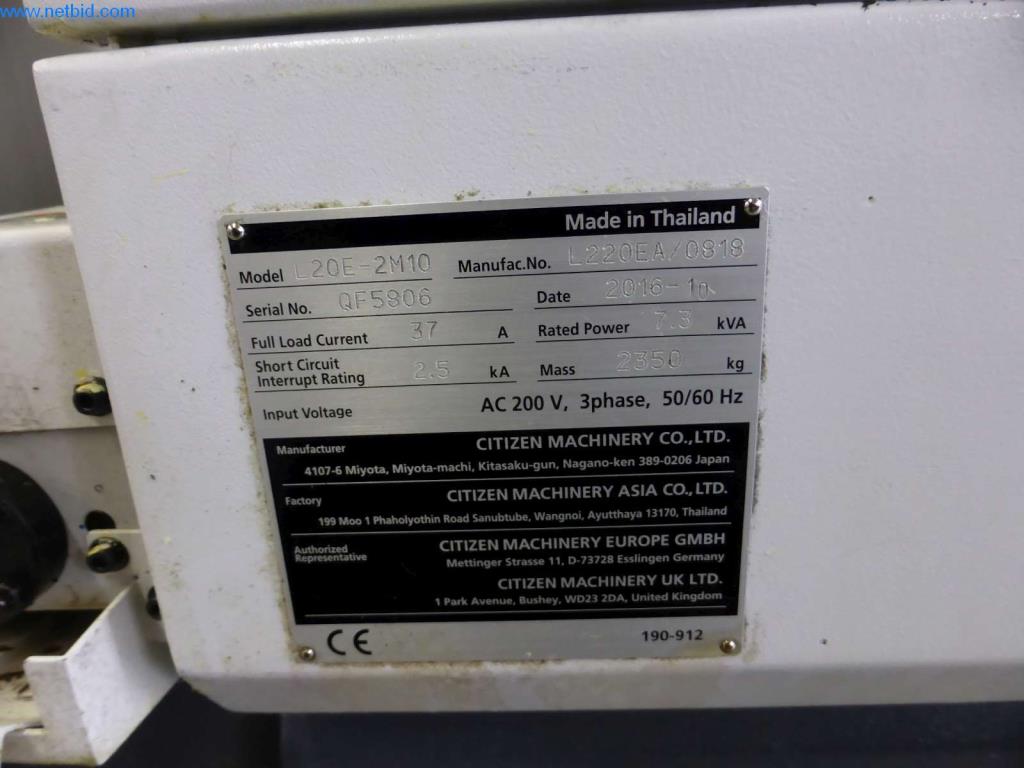 www.netbid.com
Made in Thailand
Model L20E-2M10 Manufac.No. L220EA/0818
Serial No. QF5806 Date 2016-10
Full Load Current 37 A Rated Power 7.3 kVA
Short Circuit
Interrupt Rating 2.5 kA Mass 2350 kg
Input Voltage AC 200 V, 3phase, 50/60 Hz
Manufacturer CITIZEN MACHINERY CO.,LTD.
4107-6 Miyota, Miyota-machi, Kitasaku-gun, Nagano-ken 389-0206 Japan
Factory CITIZEN MACHINERY ASIA CO.,LTD.
199 Moo 1 Phaholyothin Road Sanubtube, Wangnoi, Ayutthaya 13170, Thailand
Authorized
Representative CITIZEN MACHINERY EUROPE GMBH
Mettinger Strasse 11, D-73728 Esslingen Germany
CITIZEN MACHINERY UK LTD.
1 Park Avenue, Bushey, WD23 2DA, United Kingdom
CE 190-912